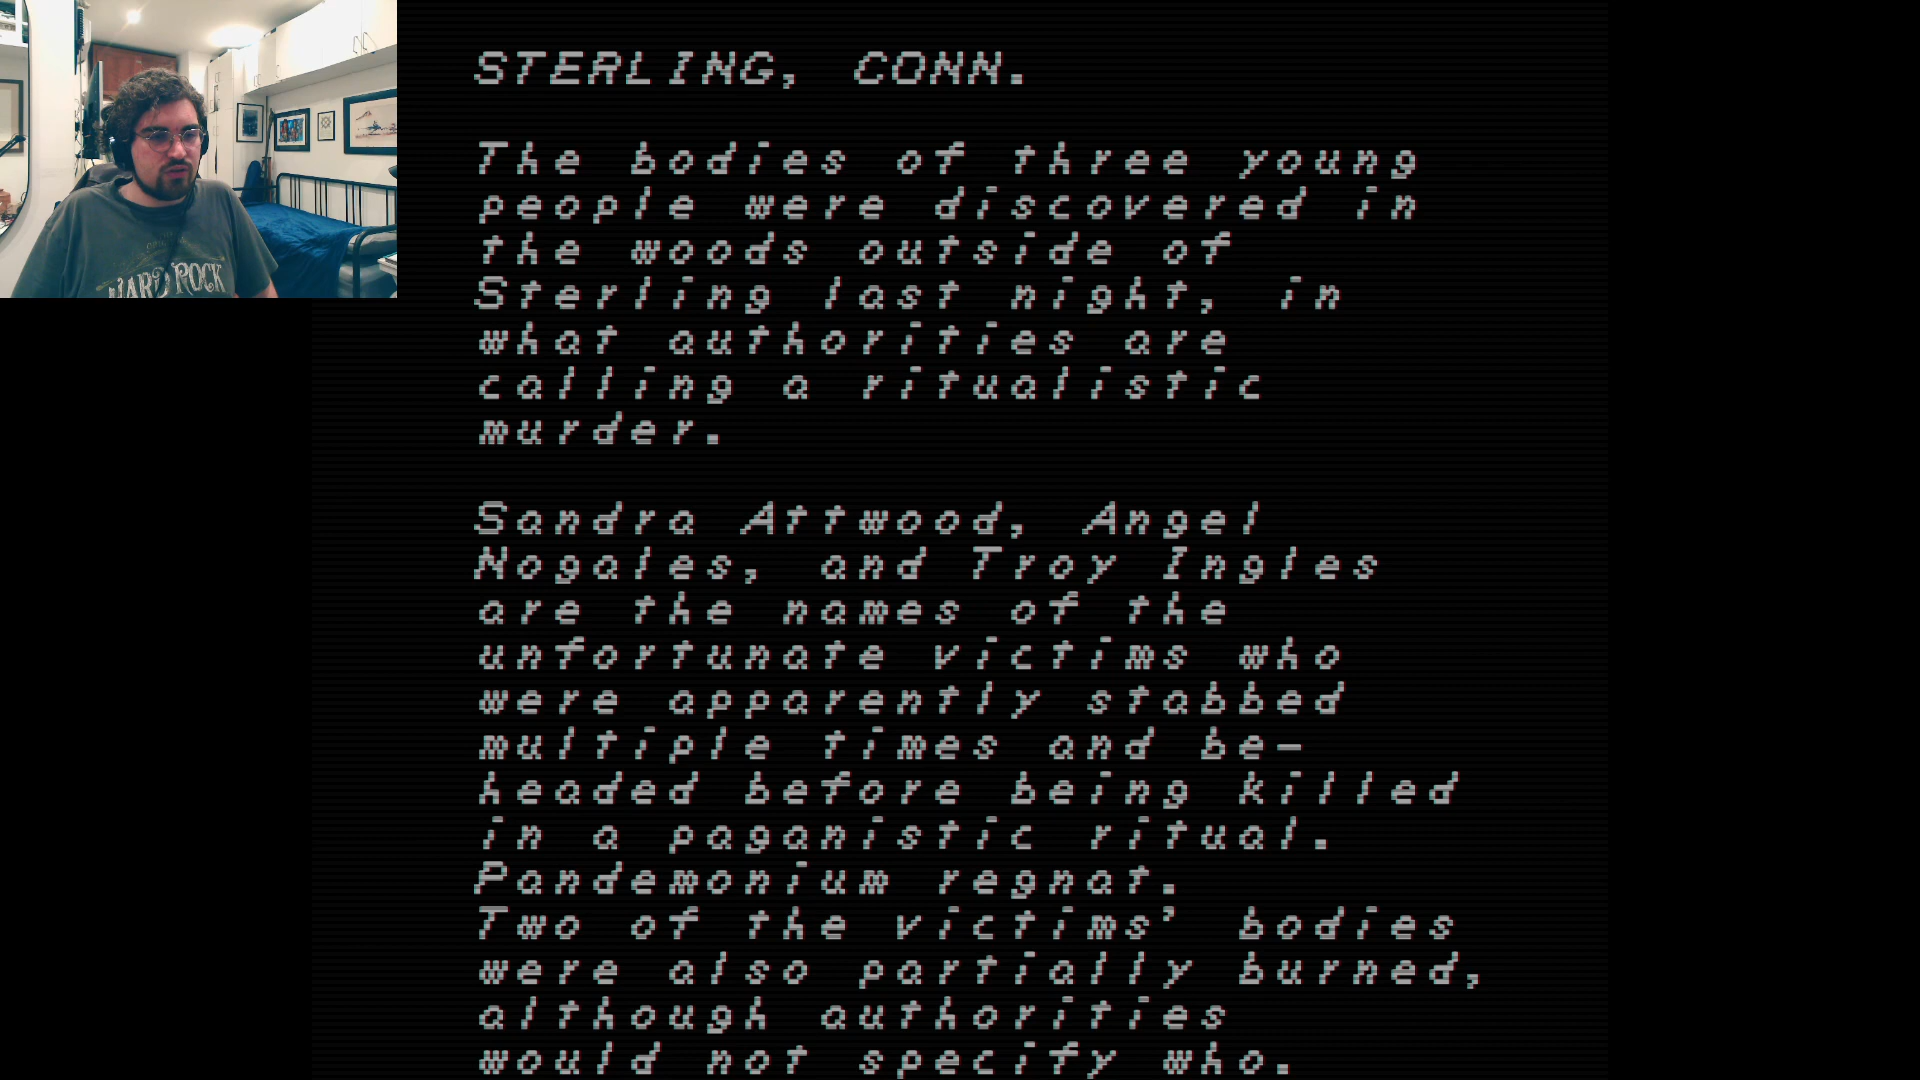 HARD ROCK
STERLING, CONN.
The bodies of three young
people were discovered in
the woods outside of
Sterling last night, in
what authorities are
calling a ritualistic
murder.
Sandra Attwood, Angel
Nogales, and Troy Ingles
are the names of the
unfortunate victims who
were apparently stabbed
multiple times and be-
headed before being killed
in a paganistic ritual.
Pandemonium regnat.
Two of the victims' bodies
were also partially burned,
although authorities
would not specify who.